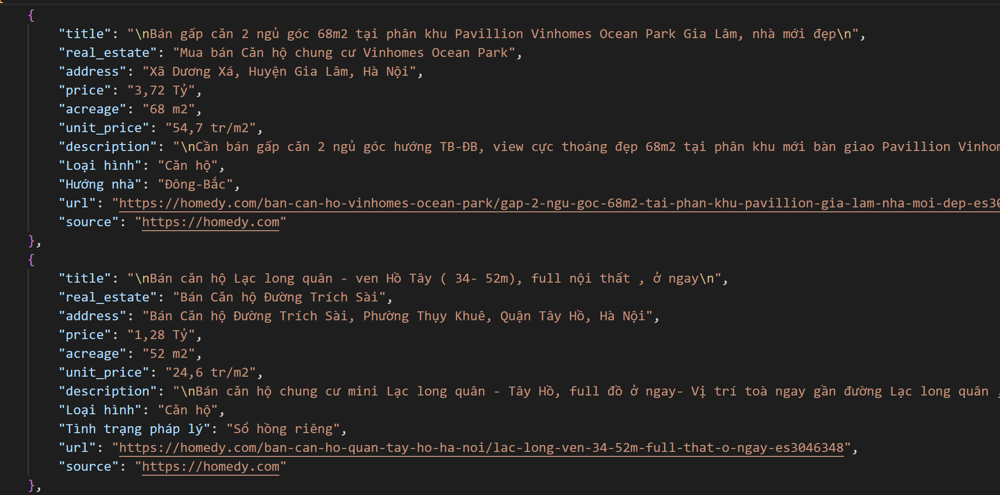 {
"title": "\nBán gấp căn 2 ngủ góc 68m2 tại phân khu Pavillion Vinhomes Ocean Park Gia Lâm, nhà mới đẹp\n",
"real_estate": "Mua bán Căn hộ chung cư Vinhomes Ocean Park",
"address": "Xã Dương Xá, Huyện Gia Lâm, Hà Nội",
"price": "3,72 Tỷ",
"acreage": "68 m2",
"unit_price": "54,7 tr/m2",
"description": "\nCần bán gấp căn 2 ngủ góc hướng TB-ĐB, view cực thoáng đẹp 68m2 tại phân khu mới bàn giao Pavillion
"Loại hình": "Căn hộ",
"Hướng nhà": "Đông-Bắc",
"url": "https://homedy.com/ban-can-ho-vinhomes-ocean-park/gap-2-ngu-goc-68m2-tai-phan-khu-pavillion-gia-lam-nha-moi-dep-es3
"source": "https://homedy.com"
},
{
"title": "\nBán căn hộ Lạc long quân - ven Hồ Tây ( 34- 52m), full nội thất , ở ngay\n",
"real_estate": "Bán Căn hộ Đường Trích Sài",
"address": "Bán Căn hộ Đường Trích Sài, Phường Thụy Khuê, Quận Tây Hồ, Hà Nội",
"price": "1,28 Tỷ",
"acreage": "52 m2",
"unit_price": "24,6 tr/m2",
"description": "\nBán căn hộ chung cư mini Lạc long quân - Tây Hồ, full đồ ở ngay- Vị trí toà ngay gần đường Lạc long quân ,
"Loại hình": "Căn hộ",
"Tình trạng pháp lý": "Sổ hồng riêng",
"url": "https://homedy.com/ban-can-ho-quan-tay-ho-ha-noi/lac-long-ven-34-52m-full-that-o-ngay-es3046348",
"source": "https://homedy.com"
},